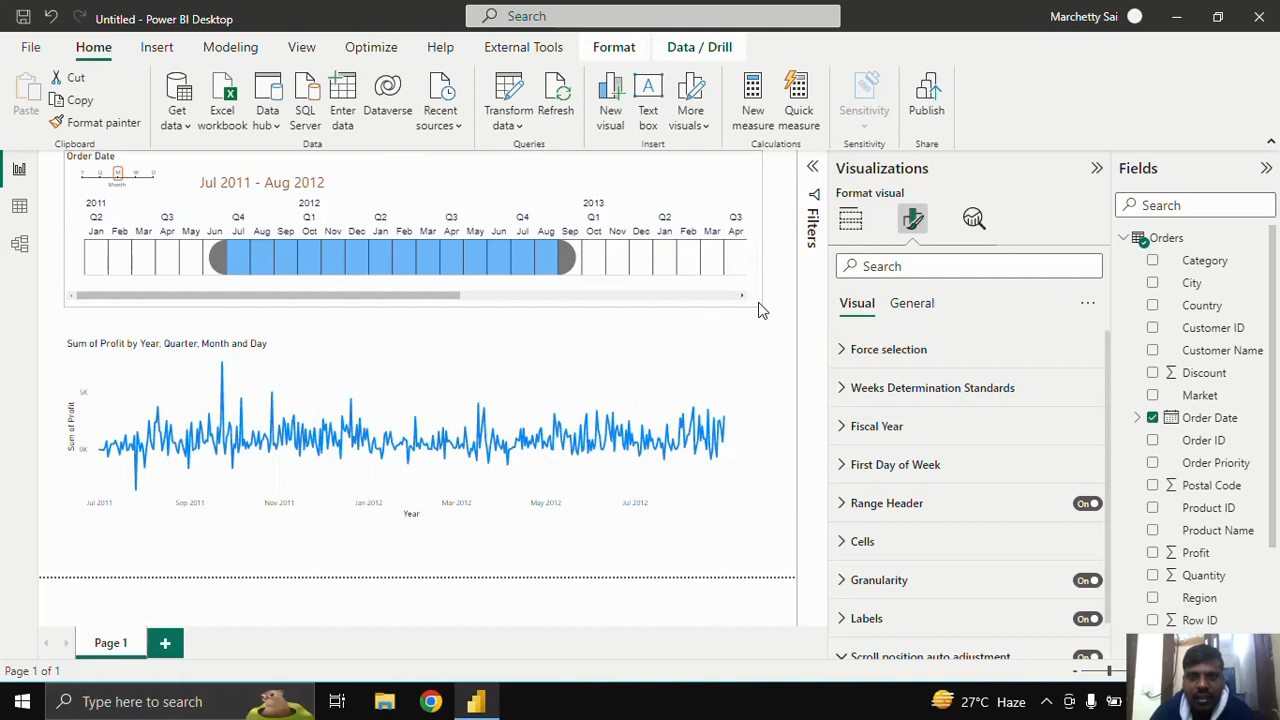 Untitled - Power BI Desktop
Search
Marchetty Sai
File
Home
Insert
Modeling
View
Optimize
Help
External Tools
Format
Data / Drill
Paste
Cut
Copy
Format painter
Get data
Excel workbook
Data hub
SQL Server
Enter data
Dataverse
Recent sources
Transform data
Refresh
New visual
Text box
More visuals
New measure
Quick measure
Sensitivity
Publish
Clipboard
Data
Queries
Insert
Calculations
Sensitivity
Share
Order Date
Y Q M W D
Month
Jul 2011 - Aug 2012
2011 2012 2013
Q2 Q3 Q4 Q1 Q2 Q3 Q4 Q1 Q2 Q3
Jan Feb Mar Apr May Jun Jul Aug Sep Oct Nov Dec Jan Feb Mar Apr May Jun Jul Aug Sep Oct Nov Dec Jan Feb Mar Apr
Sum of Profit by Year, Quarter, Month and Day
5K
0K
Sum of Profit
Jul 2011 Sep 2011 Nov 2011 Jan 2012 Mar 2012 May 2012 Jul 2012
Year
Page 1
Page 1 of 1
Filters
Visualizations
Format visual
Search
Visual
General
Force selection
Weeks Determination Standards
Fiscal Year
First Day of Week
Range Header
On
Cells
Granularity
On
Labels
On
Scroll position auto adjustment
On
Fields
Search
Orders
Category
City
Country
Customer ID
Customer Name
Discount
Market
Order Date
Order ID
Order Priority
Postal Code
Product ID
Product Name
Profit
Quantity
Region
Row ID
Type here to search
27°C Haze